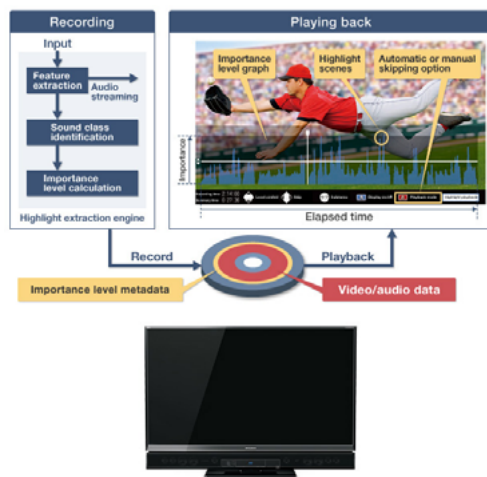 Recording
Input
Feature
extraction
Audio
streaming
Sound class
identification
Importance
level calculation
Highlight extraction engine
Playing back
Importance
level graph
Highlight
scenes
Automatic or manual
skipping option
Importance
Elapsed time
Record
Playback
Importance level metadata
Video/audio data